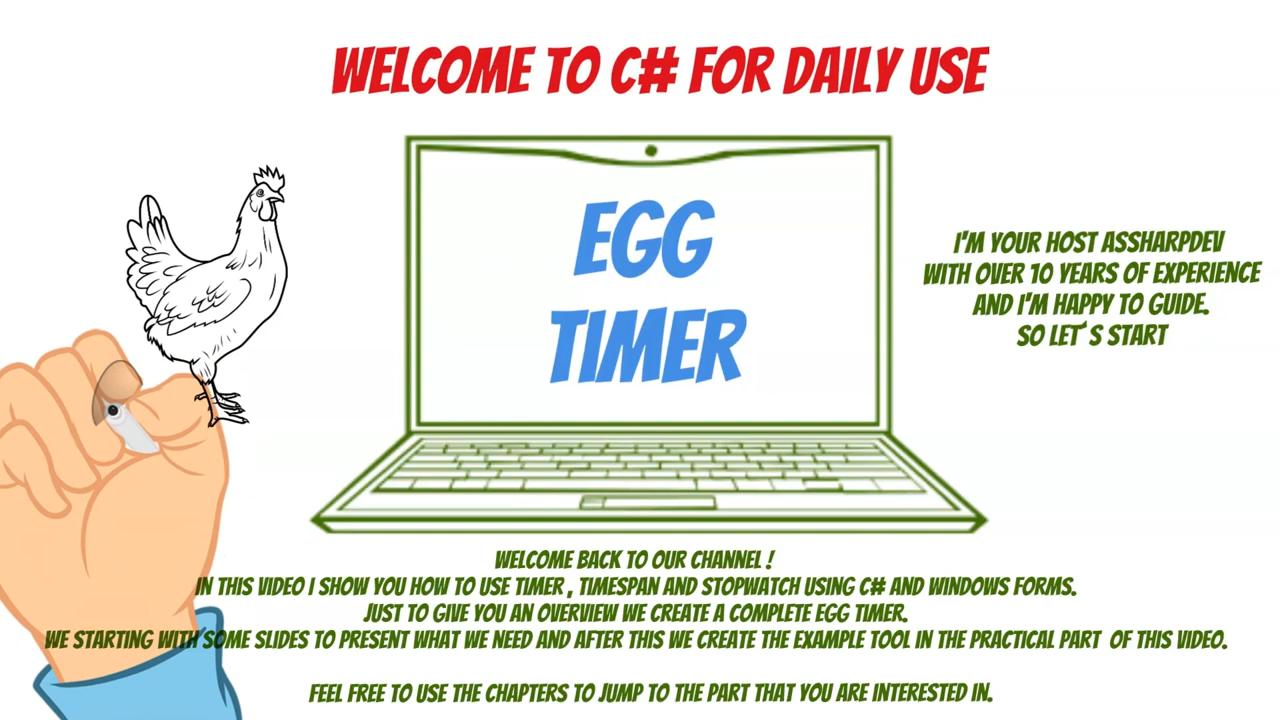 WELCOME TO C# FOR DAILY USE
EGG
TIMER
I'M YOUR HOST ASSHARPDEV
WITH OVER 10 YEARS OF EXPERIENCE
AND I'M HAPPY TO GUIDE.
SO LET´S START
WELCOME BACK TO OUR CHANNEL !
IN THIS VIDEO I SHOW YOU HOW TO USE TIMER , TIMESPAN AND STOPWATCH USING C# AND WINDOWS FORMS.
JUST TO GIVE YOU AN OVERVIEW WE CREATE A COMPLETE EGG TIMER.
WE STARTING WITH SOME SLIDES TO PRESENT WHAT WE NEED AND AFTER THIS WE CREATE THE EXAMPLE TOOL IN THE PRACTICAL PART OF THIS VIDEO.
FEEL FREE TO USE THE CHAPTERS TO JUMP TO THE PART THAT YOU ARE INTERESTED IN.